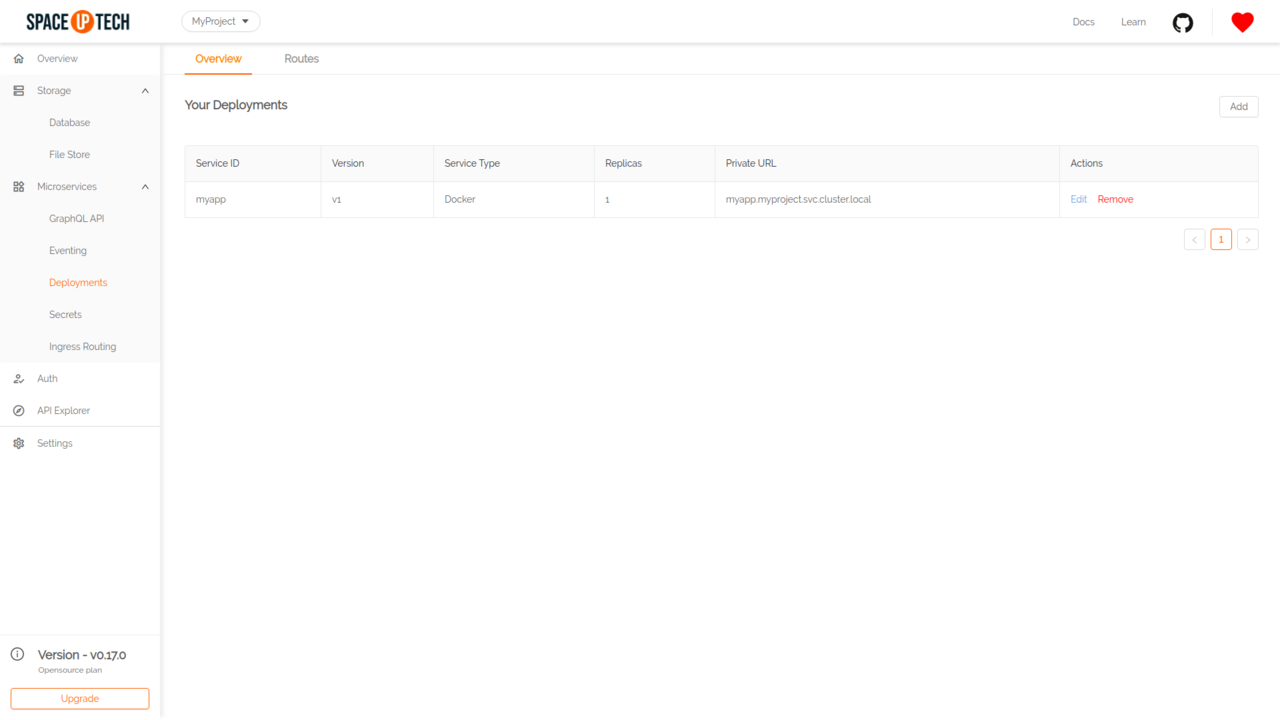 SPACE UP TECH
MyProject
Docs
Learn
Overview
Storage
Database
File Store
Microservices
GraphQL API
Eventing
Deployments
Secrets
Ingress Routing
Auth
API Explorer
Settings
Version - v0.17.0
Opensource plan
Upgrade
Overview Routes
Your Deployments
Add
Service ID Version Service Type Replicas Private URL Actions
myapp v1 Docker 1 myapp.myproject.svc.cluster.local Edit Remove
< 1 >